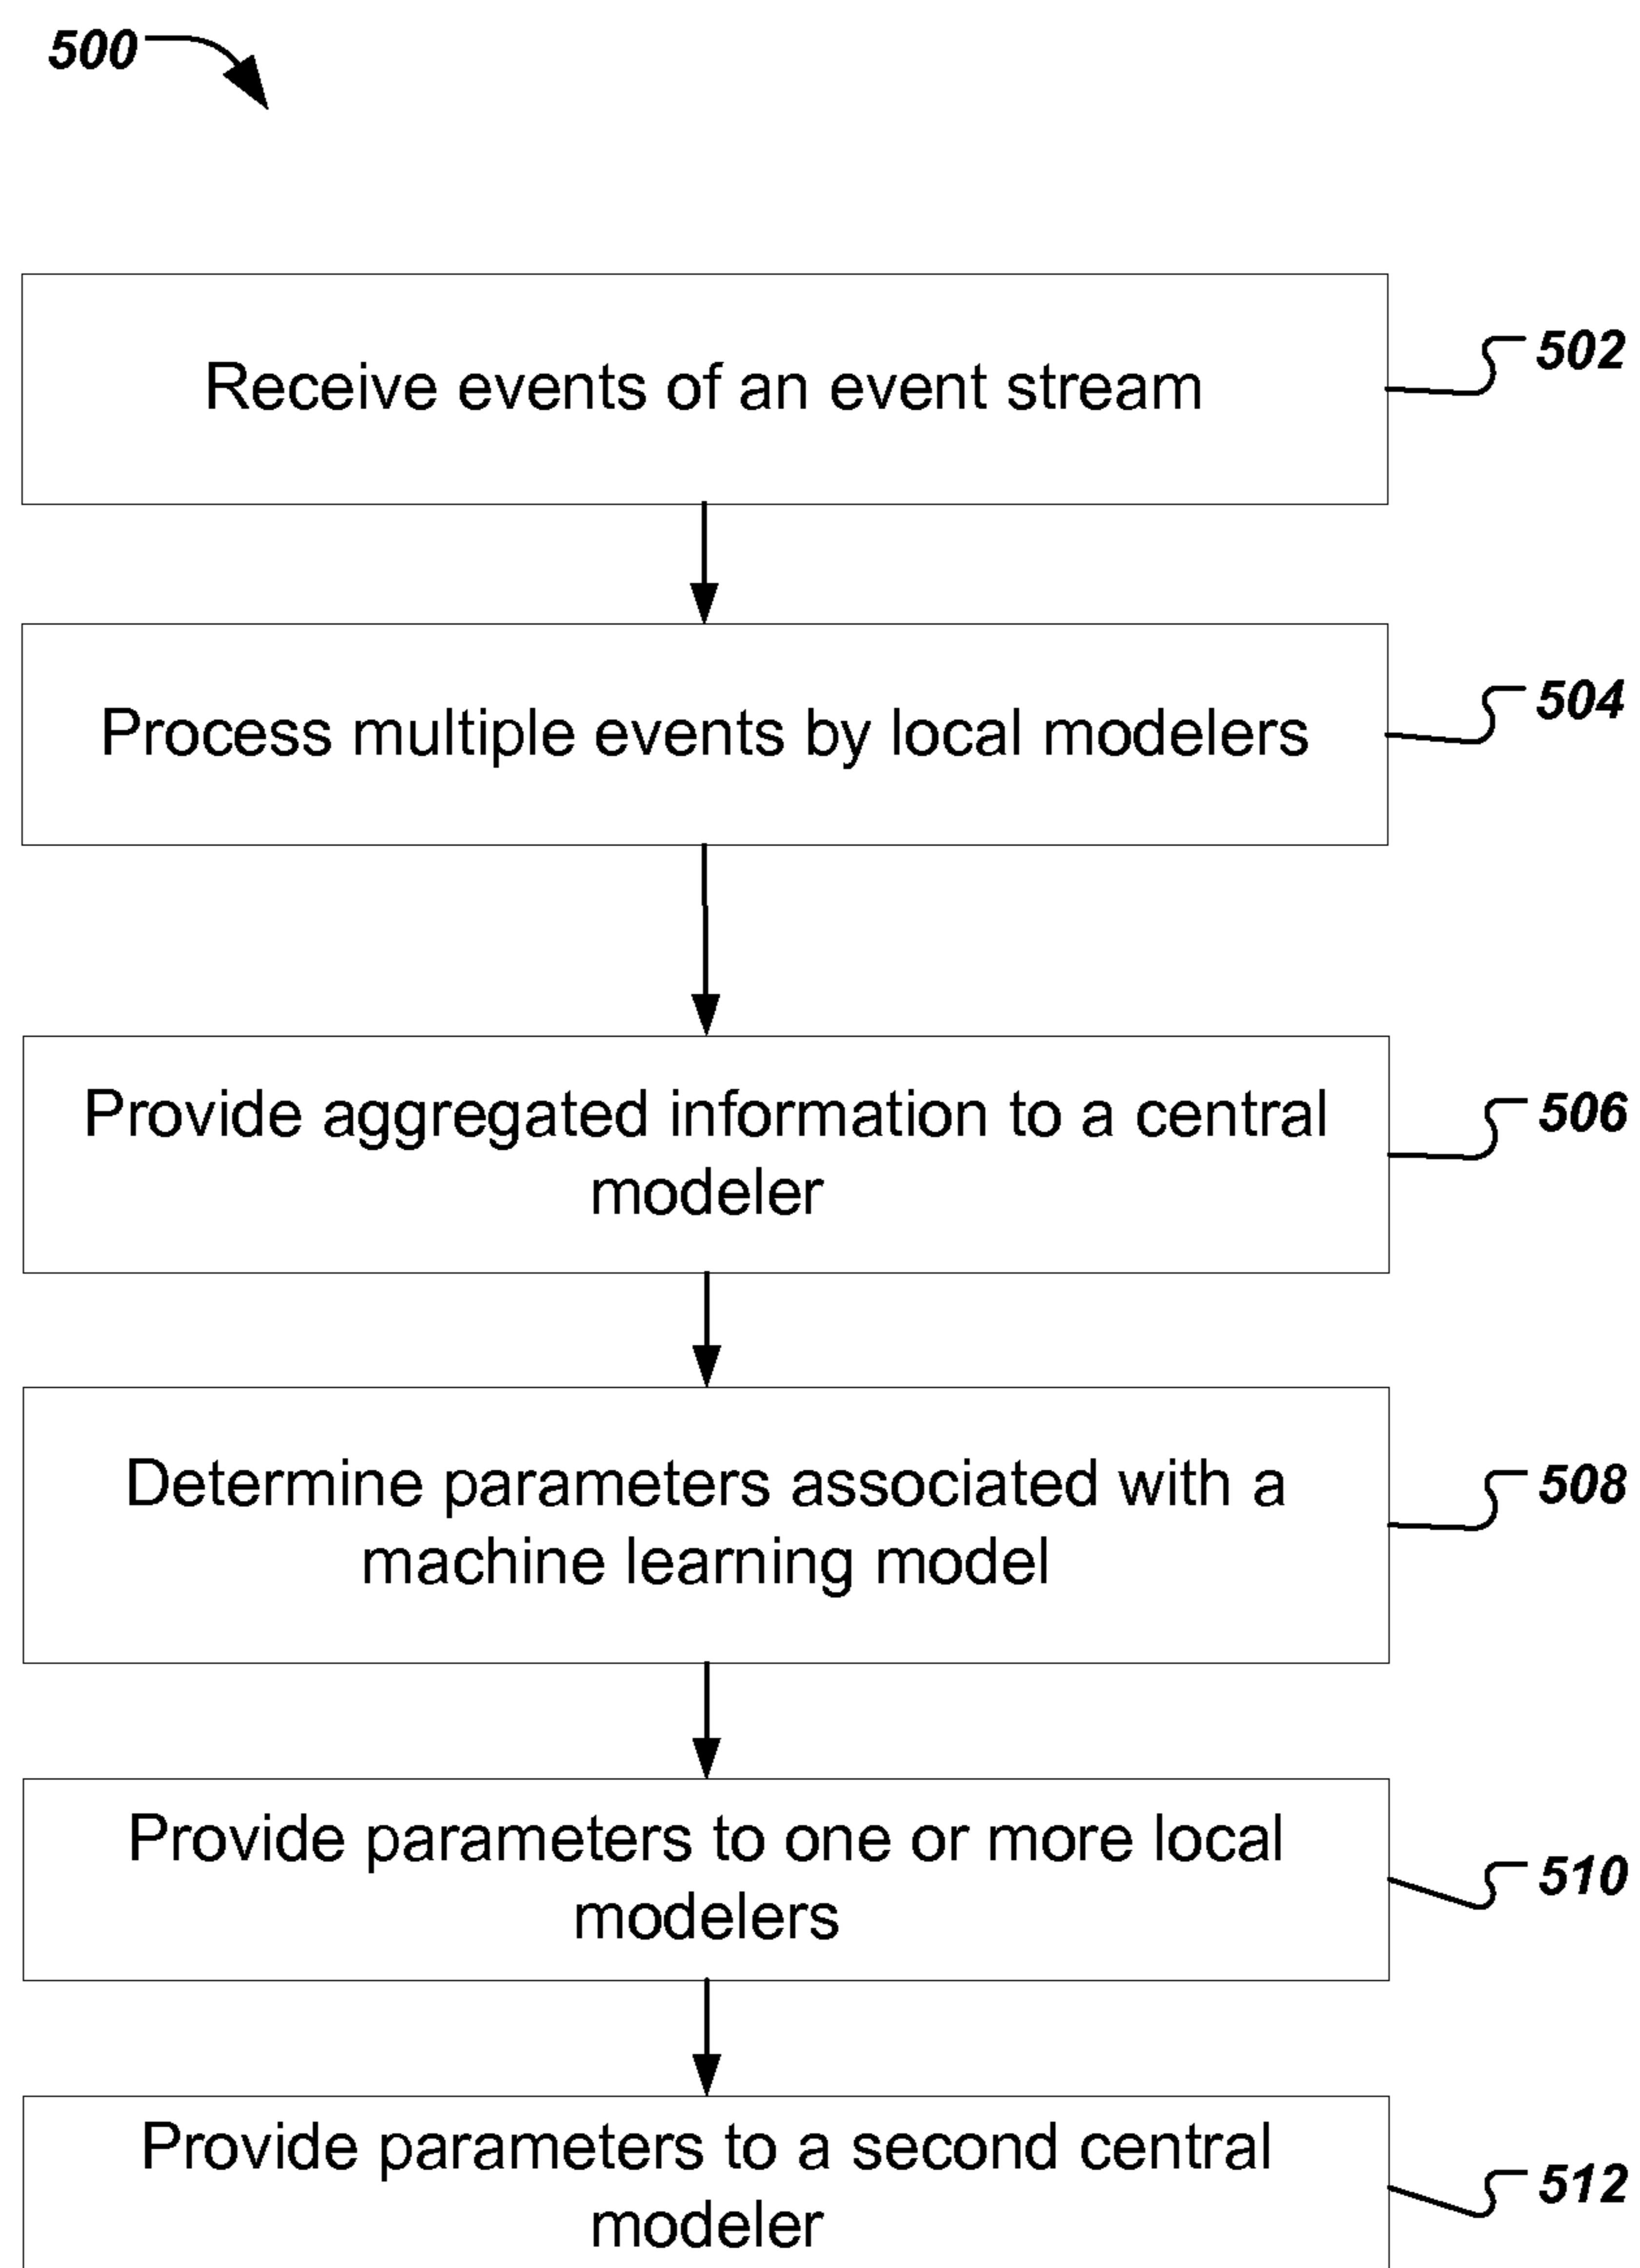 500
Receive events of an event stream
502
Process multiple events by local modelers
504
Provide aggregated information to a central
modeler
506
Determine parameters associated with a
machine learning model
508
Provide parameters to one or more local
modelers
510
Provide parameters to a second central
modeler
512